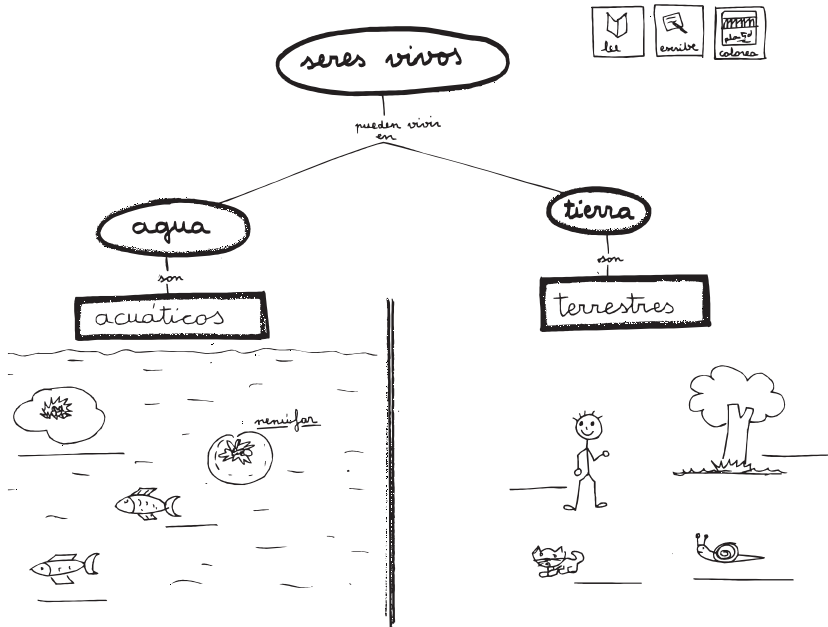 lee
escribe
colorea
seres vivos
pueden vivir
en
agua
tierra
son
son
acuáticos
terrestres
nenúfar